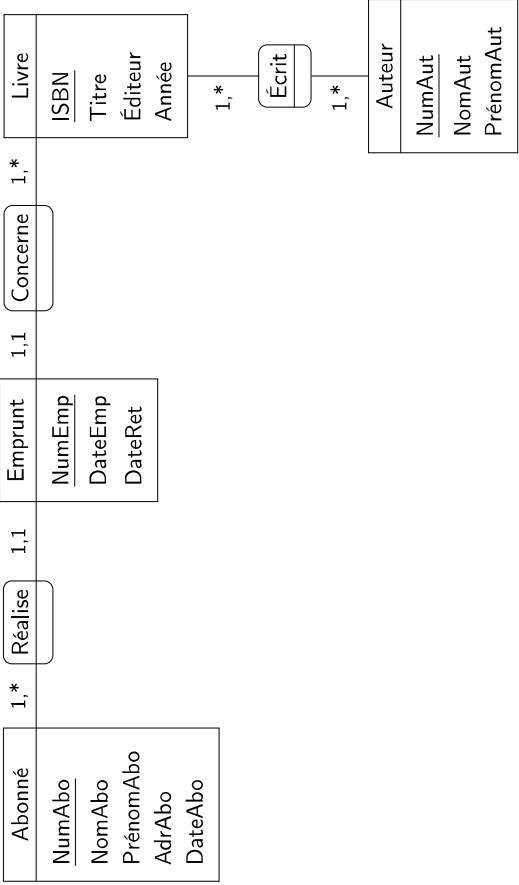 Abonné
NumAbo
NomAbo
PrénomAbo
AdrAbo
DateAbo
1,*
Réalise
1,1
Emprunt
NumEmp
DateEmp
DateRet
1,1
Concerne
1,*
Livre
ISBN
Titre
Éditeur
Année
1,*
Écrit
1,*
Auteur
NumAut
NomAut
PrénomAut